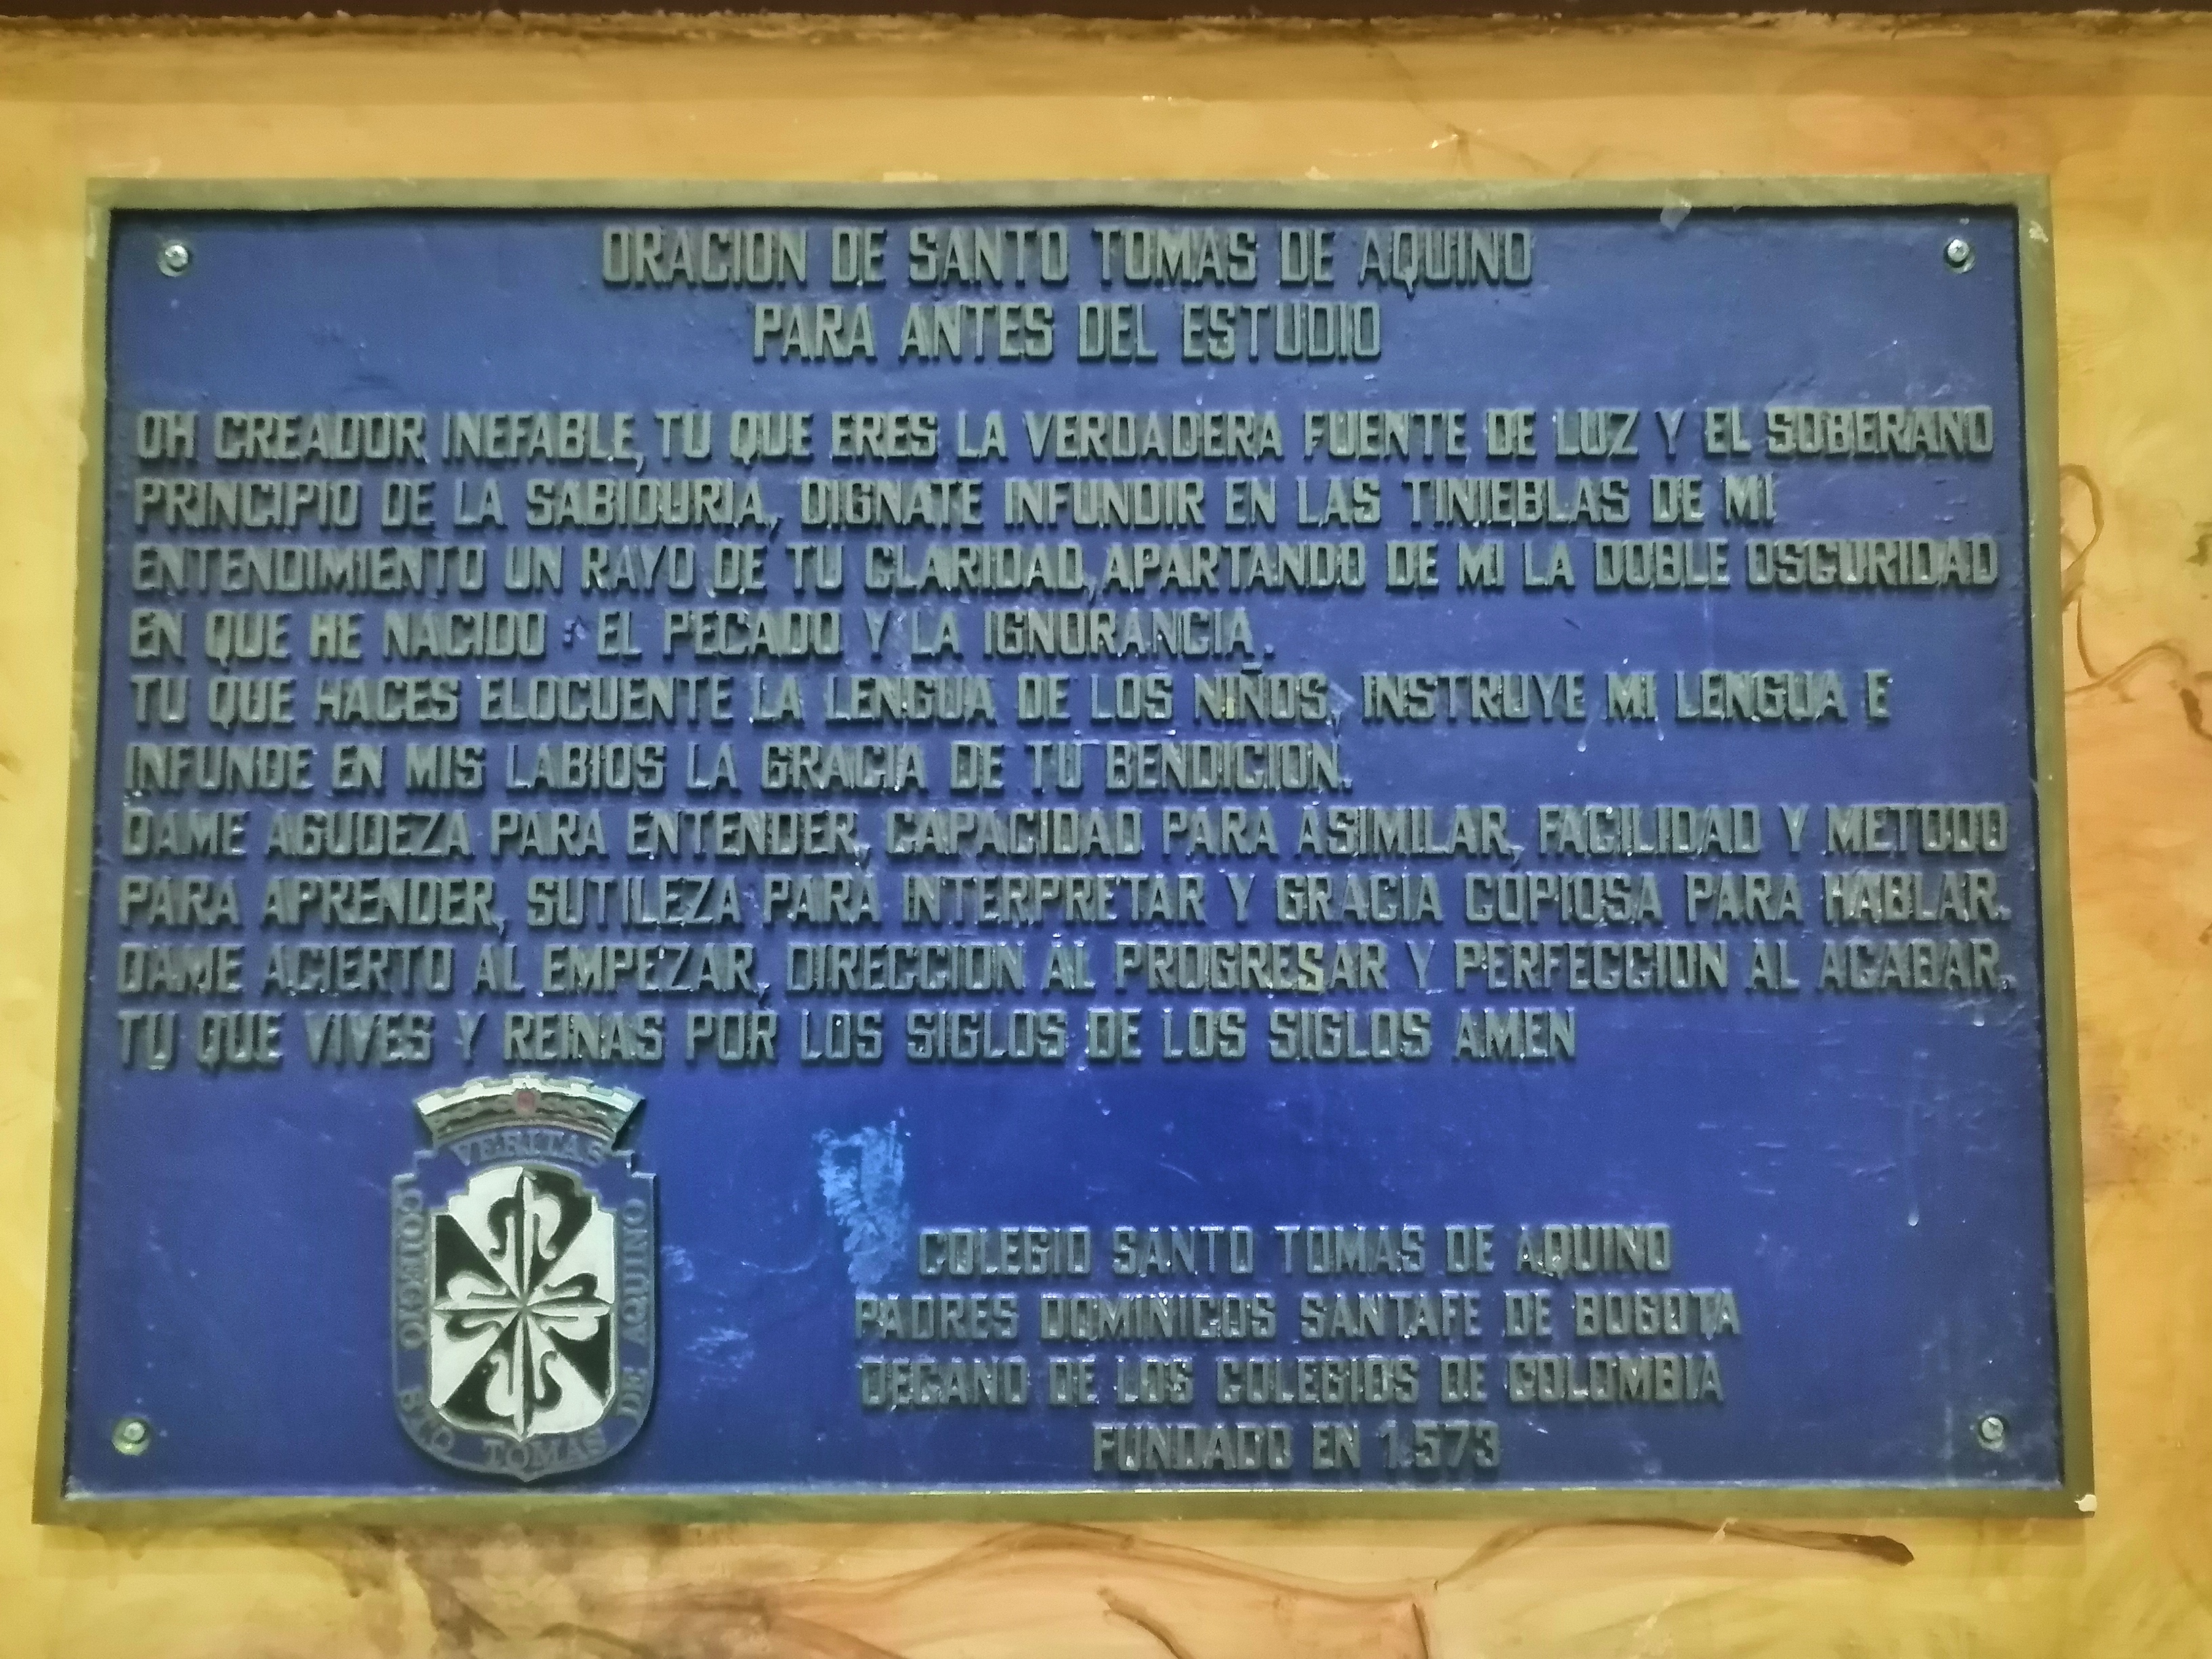 ORACION DE SANTO TOMAS DE AQUINO
PARA ANTES DEL ESTUDIO
OH CREADOR INEFABLE, TU QUE ERES LA VERDADERA FUENTE DE LUZ Y EL SOBERANO
PRINCIPIO DE LA SABIDURIA, DIGNATE INFUNDIR EN LAS TINIEBLAS DE MI
ENTENDIMIENTO UN RAYO DE TU CLARIDAD, APARTANDO DE MI LA DOBLE OSCURIDAD
EN QUE HE NACIDO : EL PECADO Y LA IGNORANCIA.
TU QUE HACES ELOCUENTE LA LENGUA DE LOS NIÑOS, INSTRUYE MI LENGUA E
INFUNDE EN MIS LABIOS LA GRACIA DE TU BENDICION.
DAME AGUDEZA PARA ENTENDER, CAPACIDAD PARA ASIMILAR, FACILIDAD Y METODO
PARA APRENDER, SUTILEZA PARA INTERPRETAR Y GRACIA COPIOSA PARA HABLAR.
DAME ACIERTO AL EMPEZAR, DIRECCION AL PROGRESAR Y PERFECCION AL ACABAR.
TU QUE VIVES Y REINAS POR LOS SIGLOS DE LOS SIGLOS AMEN
VERITAS
COLEGIO STO. TOMAS DE AQUINO
COLEGIO SANTO TOMAS DE AQUINO
PADRES DOMINICOS SANTAFE DE BOGOTA
DECANO DE LOS COLEGIOS DE COLOMBIA
FUNDADO EN 1.573